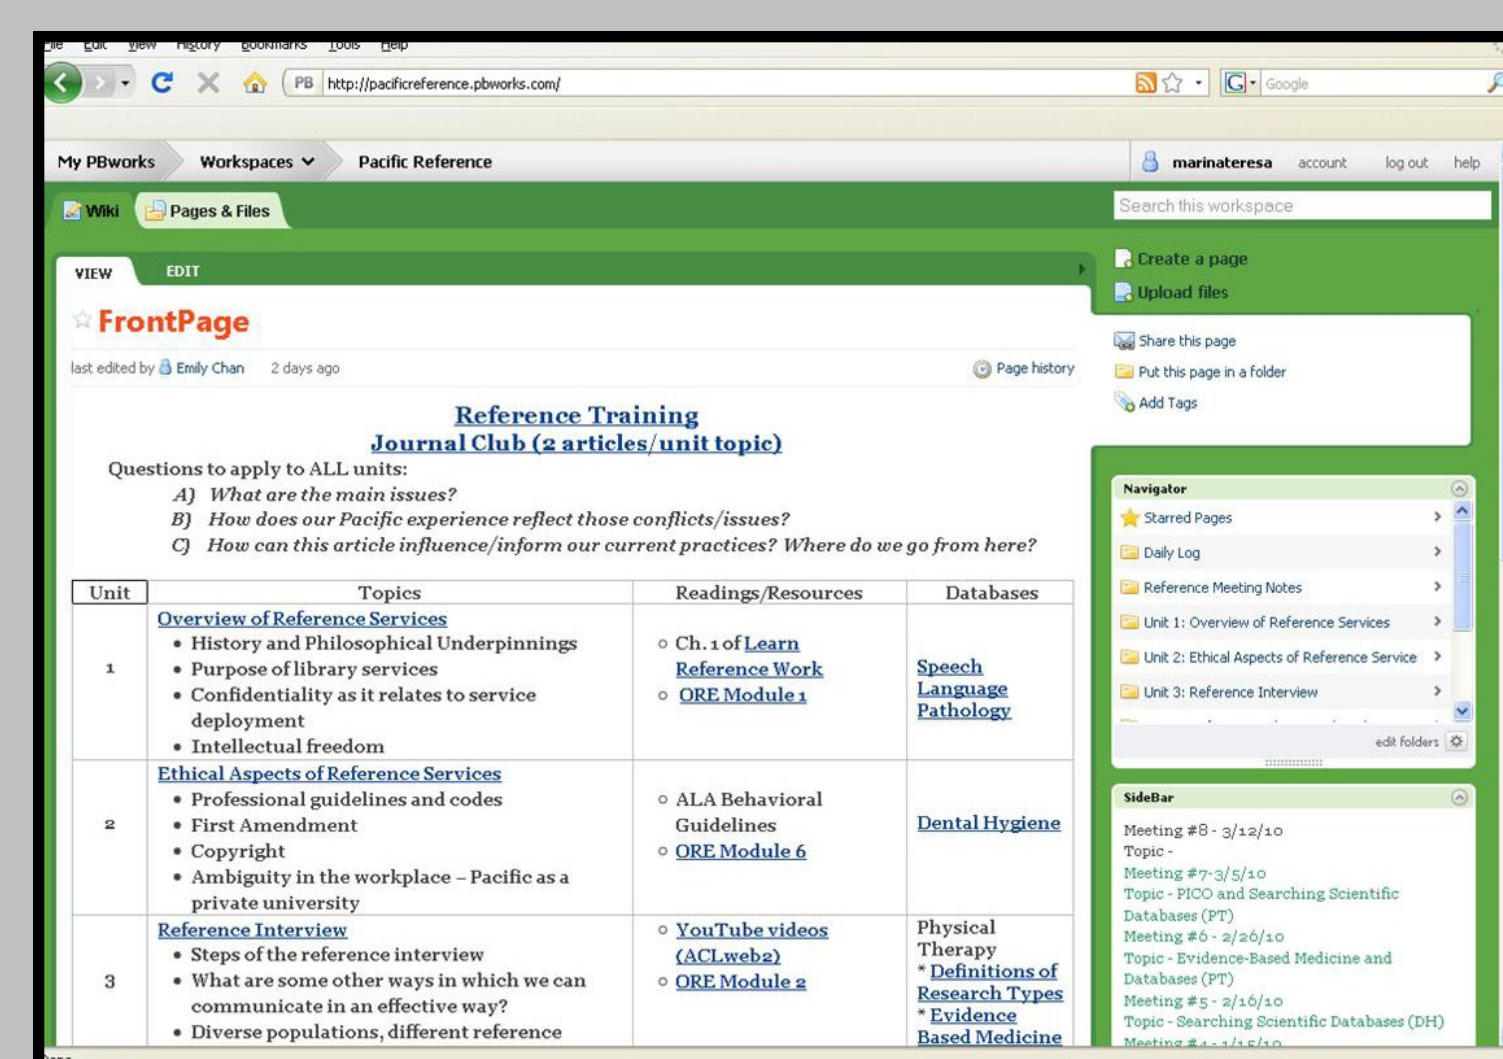 File Edit View History Bookmarks Tools Help
PB http://pacificreference.pbworks.com/
G Google
My PBworks Workspaces Pacific Reference
marinateresa account log out help
Wiki Pages & Files
Search this workspace
VIEW EDIT
FrontPage
last edited by Emily Chan 2 days ago
Page history
Reference Training
Journal Club (2 articles/unit topic)
Questions to apply to ALL units:
A) What are the main issues?
B) How does our Pacific experience reflect those conflicts/issues?
C) How can this article influence/inform our current practices? Where do we go from here?
Unit Topics Readings/Resources Databases
1
Overview of Reference Services
• History and Philosophical Underpinnings
• Purpose of library services
• Confidentiality as it relates to service
deployment
• Intellectual freedom
Ch. 1 of Learn
Reference Work
ORE Module 1
Speech
Language
Pathology
2
Ethical Aspects of Reference Services
• Professional guidelines and codes
• First Amendment
• Copyright
• Ambiguity in the workplace – Pacific as a
private university
ALA Behavioral
Guidelines
ORE Module 6
Dental Hygiene
3
Reference Interview
• Steps of the reference interview
• What are some other ways in which we can
communicate in an effective way?
• Diverse populations, different reference
YouTube videos
(ACLweb2)
ORE Module 2
Physical
Therapy
* Definitions of
Research Types
* Evidence
Based Medicine
Create a page
Upload files
Share this page
Put this page in a folder
Add Tags
Navigator
Starred Pages
Daily Log
Reference Meeting Notes
Unit 1: Overview of Reference Services
Unit 2: Ethical Aspects of Reference Service
Unit 3: Reference Interview
edit folders
SideBar
Meeting #8 - 3/12/10
Topic -
Meeting #7-3/5/10
Topic - PICO and Searching Scientific
Databases (PT)
Meeting #6 - 2/26/10
Topic - Evidence-Based Medicine and
Databases (PT)
Meeting #5 - 2/16/10
Topic - Searching Scientific Databases (DH)
Meeting #4 - 1/15/10